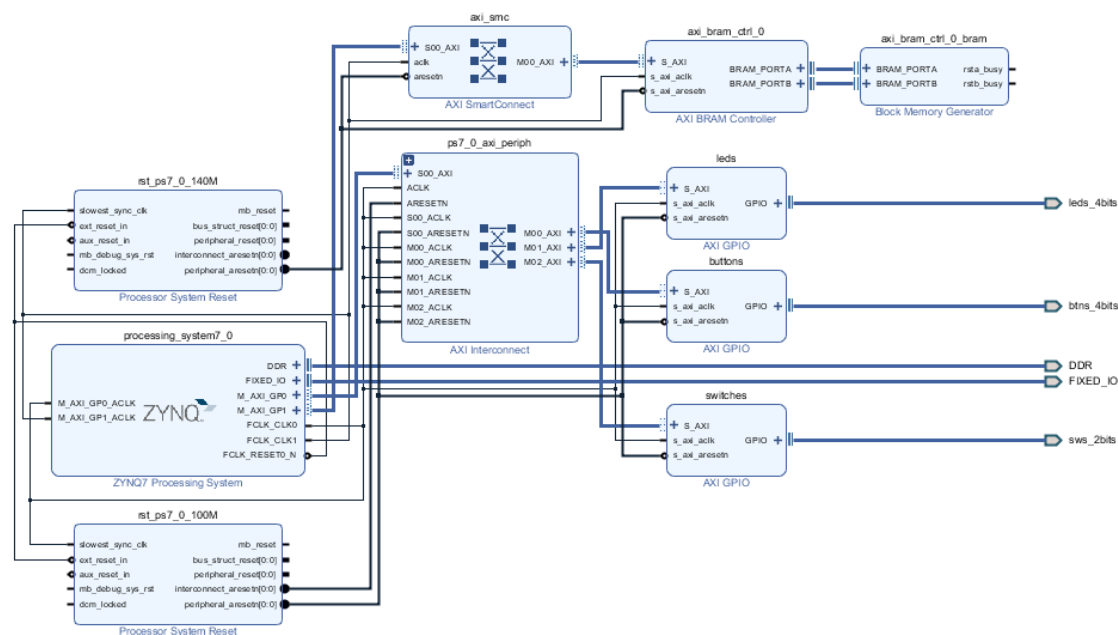 axi_smc
S00_AXI
aclk
aresetn
M00_AXI
AXI SmartConnect
axi_bram_ctrl_0
S_AXI
s_axi_aclk
s_axi_aresetn
BRAM_PORTA
BRAM_PORTB
AXI BRAM Controller
axi_bram_ctrl_0_bram
BRAM_PORTA
BRAM_PORTB
rsta_busy
rstb_busy
Block Memory Generator
rst_ps7_0_140M
slowest_sync_clk
ext_reset_in
aux_reset_in
mb_debug_sys_rst
dcm_locked
mb_reset
bus_struct_reset[0:0]
peripheral_reset[0:0]
interconnect_aresetn[0:0]
peripheral_aresetn[0:0]
Processor System Reset
ps7_0_axi_periph
S00_AXI
ACLK
ARESETN
S00_ACLK
S00_ARESETN
M00_ACLK
M00_ARESETN
M01_ACLK
M01_ARESETN
M02_ACLK
M02_ARESETN
M00_AXI
M01_AXI
M02_AXI
AXI Interconnect
leds
S_AXI
s_axi_aclk
s_axi_aresetn
GPIO
AXI GPIO
leds_4bits
buttons
S_AXI
s_axi_aclk
s_axi_aresetn
GPIO
AXI GPIO
btns_4bits
processing_system7_0
M_AXI_GP0_ACLK
M_AXI_GP1_ACLK
ZYNQ
DDR
FIXED_IO
M_AXI_GP0
M_AXI_GP1
FCLK_CLK0
FCLK_CLK1
FCLK_RESET0_N
ZYNQ7 Processing System
DDR
FIXED_IO
switches
S_AXI
s_axi_aclk
s_axi_aresetn
GPIO
AXI GPIO
sws_2bits
rst_ps7_0_100M
slowest_sync_clk
ext_reset_in
aux_reset_in
mb_debug_sys_rst
dcm_locked
mb_reset
bus_struct_reset[0:0]
peripheral_reset[0:0]
interconnect_aresetn[0:0]
peripheral_aresetn[0:0]
Processor System Reset